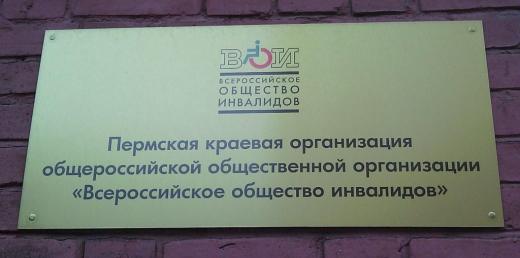 ВОИ
ВСЕРОССИЙСКОЕ
ОБЩЕСТВО
ИНВАЛИДОВ
Пермская краевая организация
общероссийской общественной организации
«Всероссийское общество инвалидов»